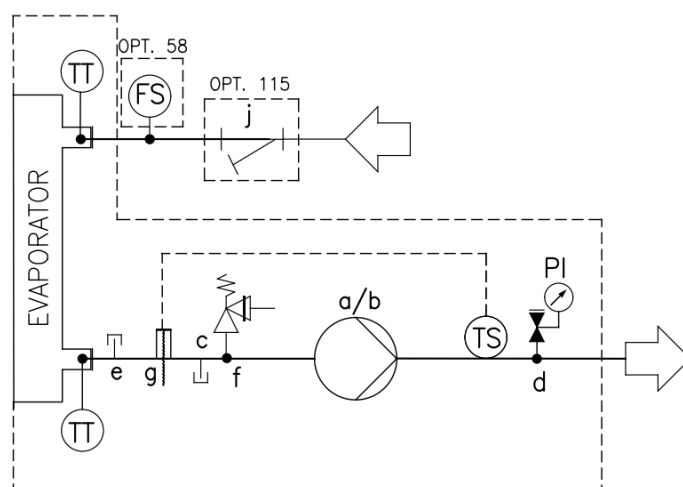 OPT. 58
TT
FS
OPT. 115
j
EVAPORATOR
PI
a/b
c
TS
e
g
f
d
TT